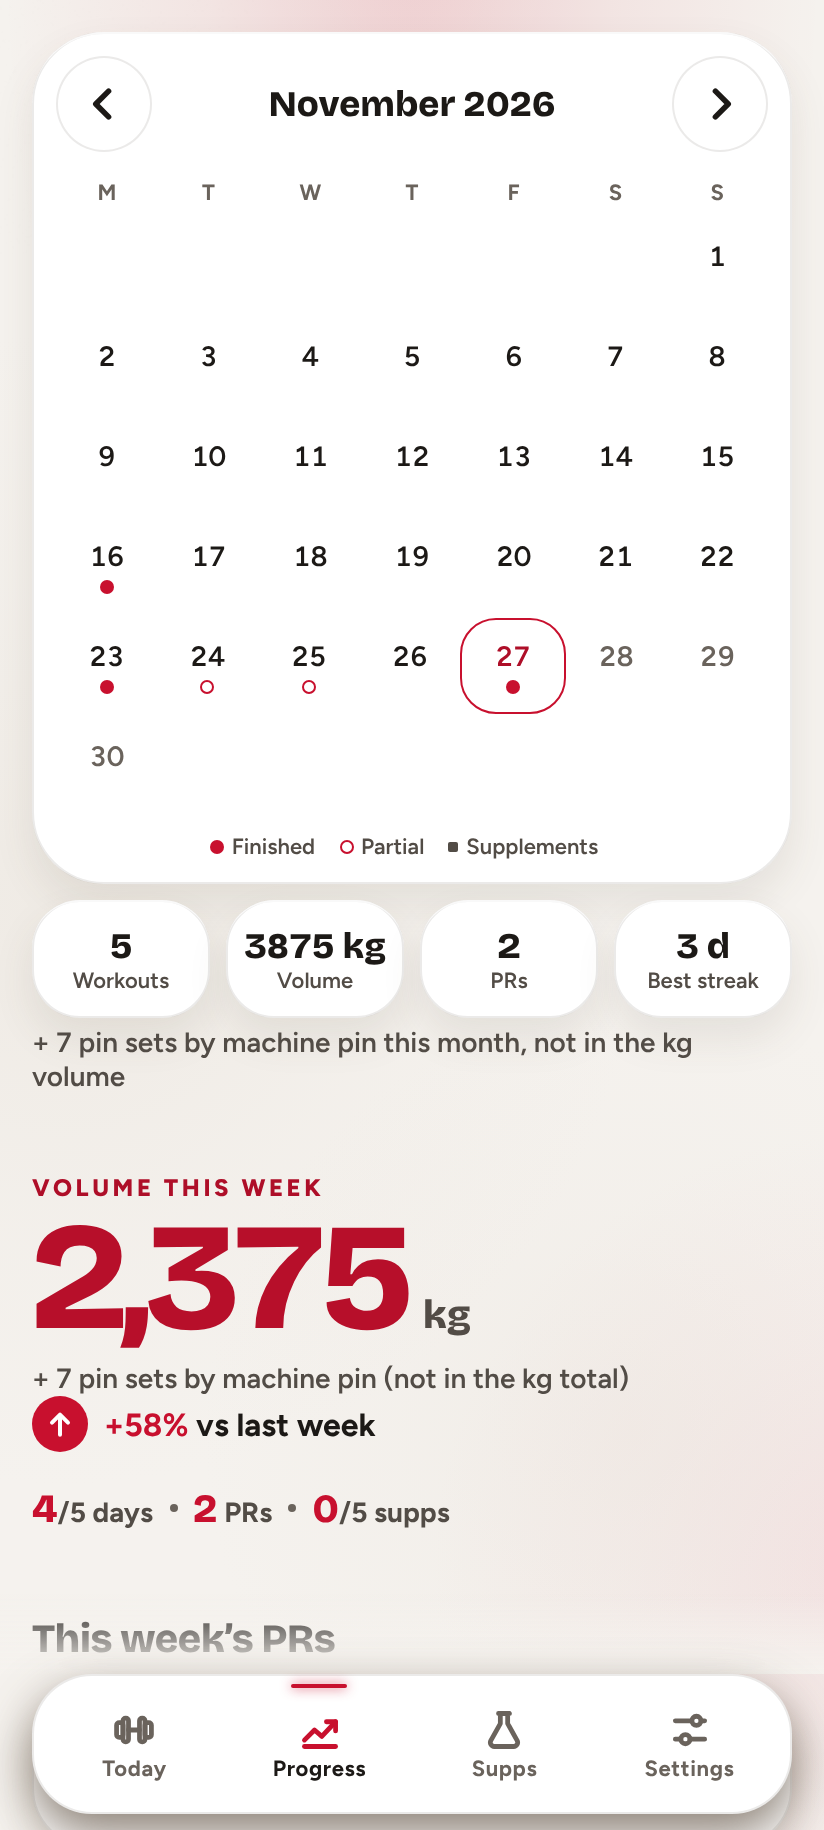 November 2026
M T W T F S S
1
2 3 4 5 6 7 8
9 10 11 12 13 14 15
16 17 18 19 20 21 22
23 24 25 26 27 28 29
30
Finished Partial Supplements
5 3875 kg 2 3 d
Workouts Volume PRs Best streak
+ 7 pin sets by machine pin this month, not in the kg
volume
VOLUME THIS WEEK
2,375 kg
+ 7 pin sets by machine pin (not in the kg total)
+58% vs last week
4/5 days • 2 PRs • 0/5 supps
This week’s PRs
Today Progress Supps Settings